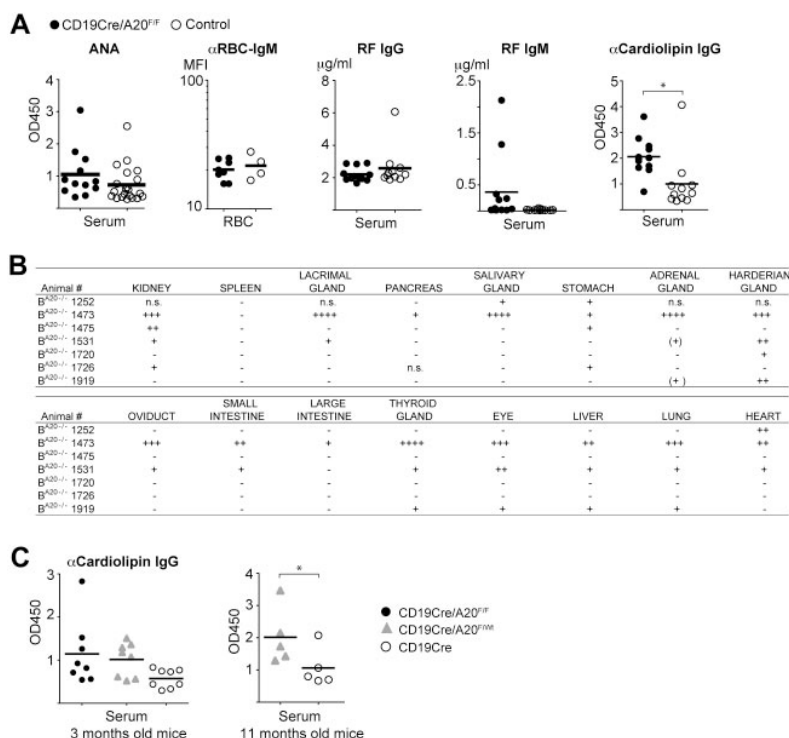 A
CD19Cre/A20F/F Control
ANA αRBC-IgM RF IgG RF IgM αCardiolipin IgG
MFI μg/ml μg/ml
OD450 4 3 2 1
100 10
8 6 4 2
2.5 2 1.5 1 0.5
OD450 5 4 3 2 1
*
Serum RBC Serum Serum Serum
B
Animal # KIDNEY SPLEEN LACRIMAL GLAND PANCREAS SALIVARY GLAND STOMACH ADRENAL GLAND HARDERIAN GLAND
BA20-/- 1252 n.s. - n.s. - + + n.s. n.s.
BA20-/- 1473 +++ - ++++ + ++++ + ++++ +++
BA20-/- 1475 ++ - - - - + - -
BA20-/- 1531 + - + - - - (+) ++
BA20-/- 1720 - - - - - - - +
BA20-/- 1726 + - - n.s. - + - -
BA20-/- 1919 - - - - - - (+ ) ++
Animal # OVIDUCT SMALL INTESTINE LARGE INTESTINE THYROID GLAND EYE LIVER LUNG HEART
BA20-/- 1252 - - - - - - - ++
BA20-/- 1473 +++ ++ + ++++ +++ ++ +++ ++
BA20-/- 1475 - - - - - - - -
BA20-/- 1531 + + - + ++ + + +
BA20-/- 1720 - - - - - - - -
BA20-/- 1726 - - - - - - - -
BA20-/- 1919 - - - + + + + -
C
αCardiolipin IgG
OD450 3 2 1
OD450 4 3 2 1
*
CD19Cre/A20F/F
CD19Cre/A20F/Wt
CD19Cre
Serum Serum
3 months old mice 11 months old mice